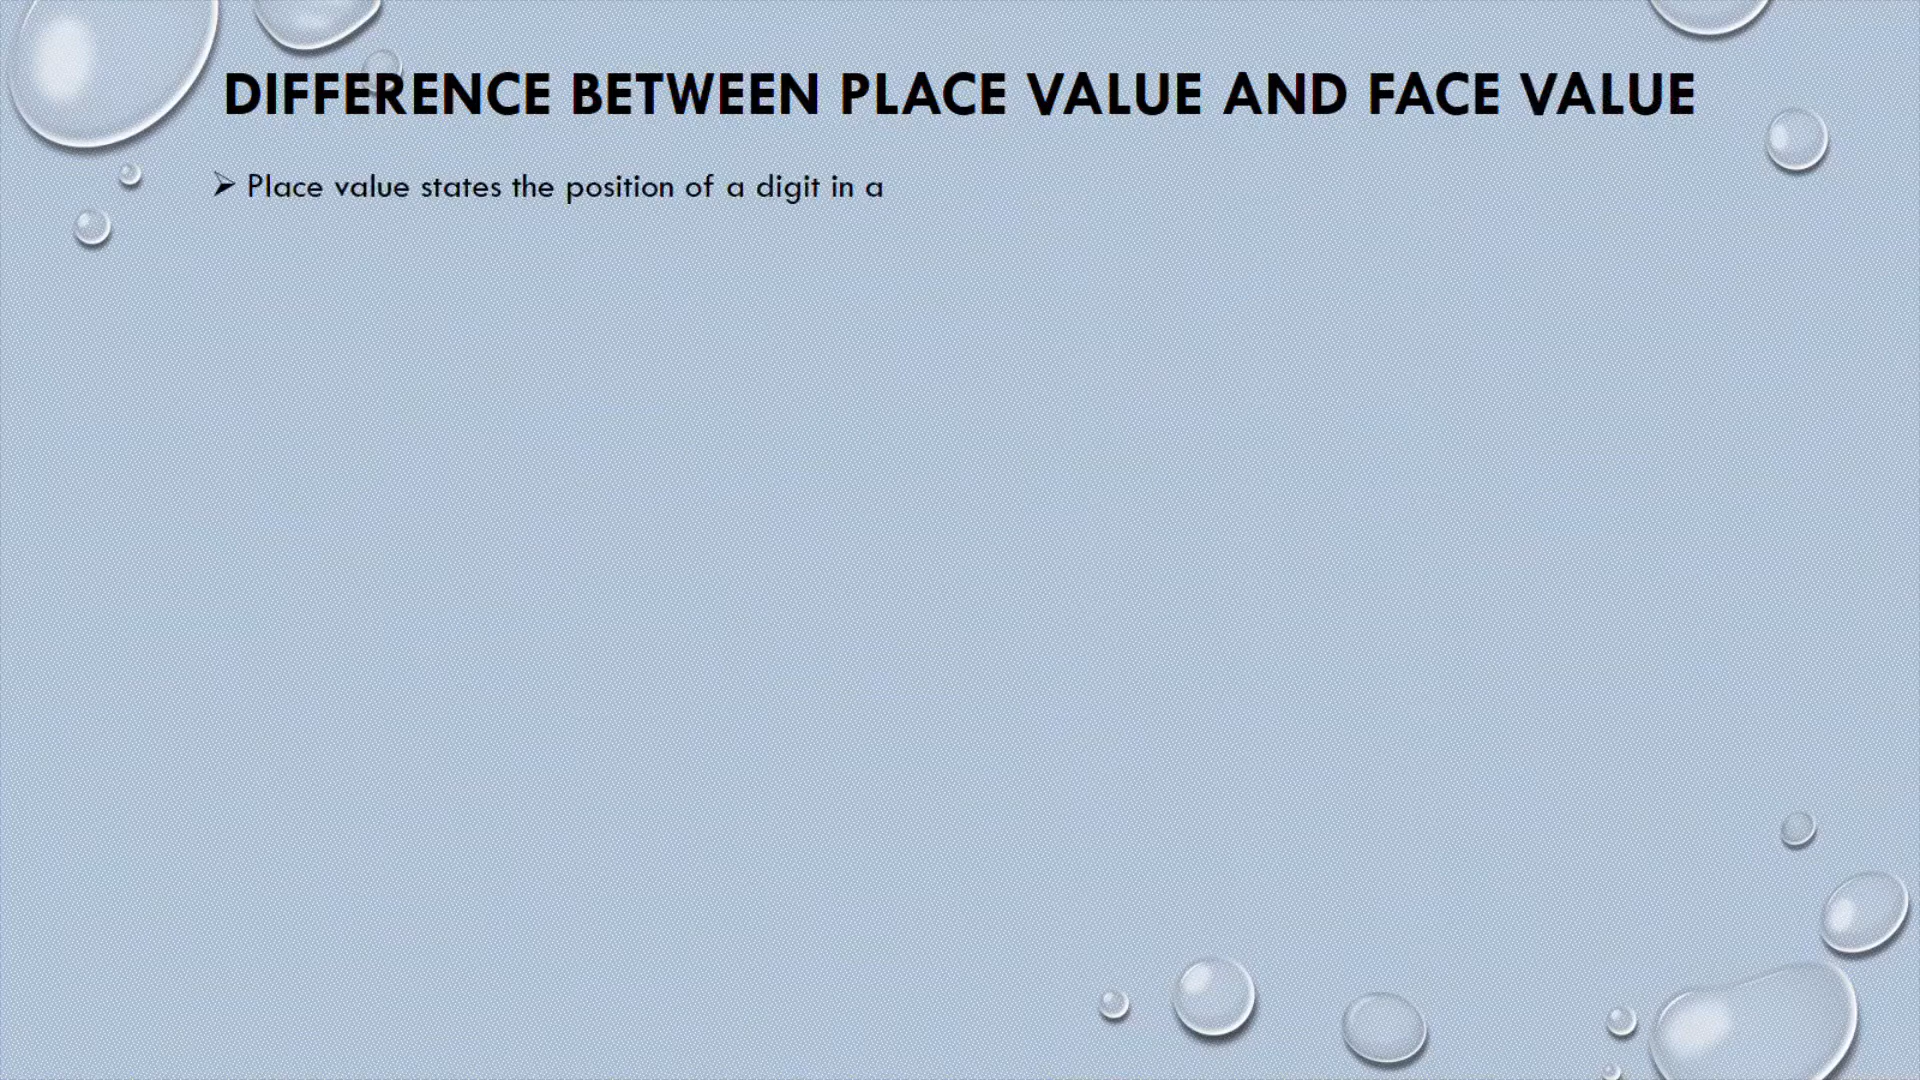 DIFFERENCE BETWEEN PLACE VALUE AND FACE VALUE
➢ Place value states the position of a digit in a